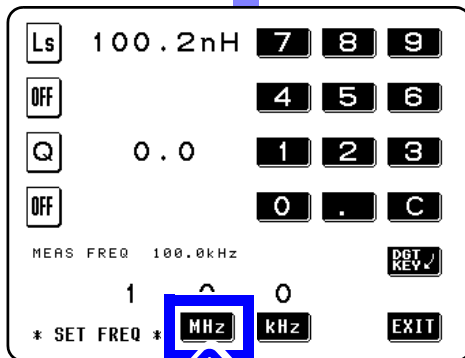 Ls 100.2nH 7 8 9
OFF 4 5 6
Q 0.0 1 2 3
OFF 0 . C
MEAS FREQ 100.0kHz DGT KEY
1 0
* SET FREQ * MHz kHz EXIT